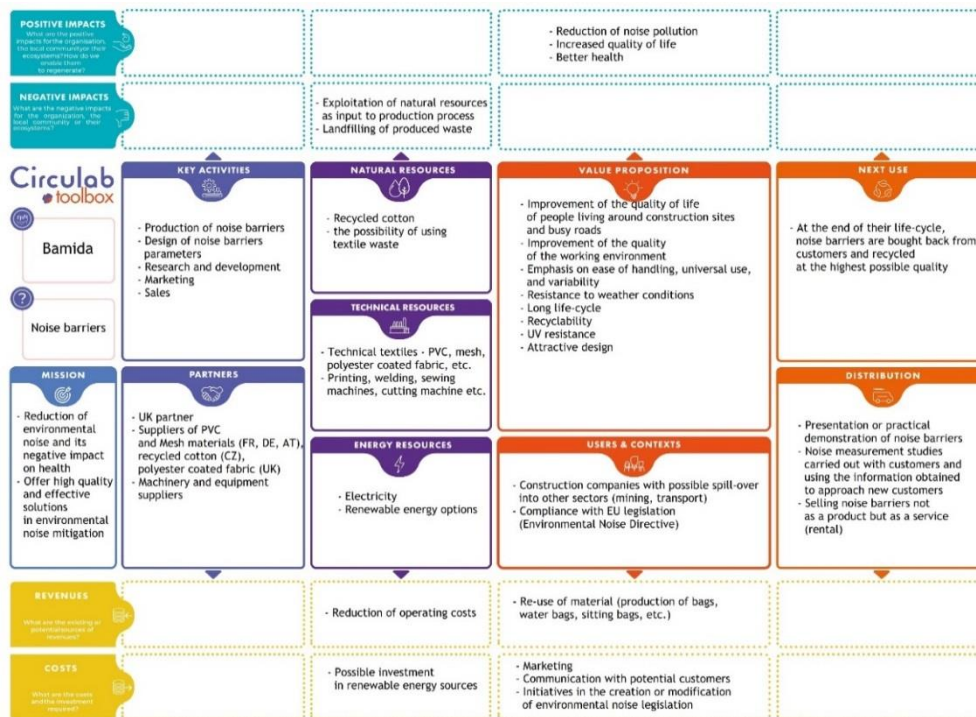 POSITIVE IMPACTS
What are the positive
impacts for the organisation,
the local community or their
ecosystems? How do we
enable them
to regenerate?
- Reduction of noise pollution
- Increased quality of life
- Better health
NEGATIVE IMPACTS
What are the negative impacts
for the organization, the
local community or their
ecosystems?
- Exploitation of natural resources
as input to production process
- Landfilling of produced waste
Circulab
toolbox
Bamida
?
Noise barriers
KEY ACTIVITIES
- Production of noise barriers
- Design of noise barriers
parameters
- Research and development
- Marketing
- Sales
NATURAL RESOURCES
- Recycled cotton
- the possibility of using
textile waste
TECHNICAL RESOURCES
- Technical textiles - PVC, mesh,
polyester coated fabric, etc.
- Printing, welding, sewing
machines, cutting machine etc.
VALUE PROPOSITION
- Improvement of the quality of life
of people living around construction sites
and busy roads
- Improvement of the quality
of the working environment
- Emphasis on ease of handling, universal use,
and variability
- Resistance to weather conditions
- Long life-cycle
- Recyclability
- UV resistance
- Attractive design
NEXT USE
- At the end of their life-cycle,
noise barriers are bought back from
customers and recycled
at the highest possible quality
MISSION
- Reduction of
environmental
noise and its
negative impact
on health
- Offer high quality
and effective
solutions
in environmental
noise mitigation
PARTNERS
- UK partner
- Suppliers of PVC
and Mesh materials (FR, DE, AT),
recycled cotton (CZ),
polyester coated fabric (UK)
- Machinery and equipment
suppliers
ENERGY RESOURCES
- Electricity
- Renewable energy options
USERS & CONTEXTS
- Construction companies with possible spill-over
into other sectors (mining, transport)
- Compliance with EU legislation
(Environmental Noise Directive)
DISTRIBUTION
- Presentation or practical
demonstration of noise barriers
- Noise measurement studies
carried out with customers and
using the information obtained
to approach new customers
- Selling noise barriers not
as a product but as a service
(rental)
REVENUES
What are the existing or
potential sources of
revenues?
- Reduction of operating costs
- Re-use of material (production of bags,
water bags, sitting bags, etc.)
COSTS
What are the costs
and the investment
required?
- Possible investment
in renewable energy sources
- Marketing
- Communication with potential customers
- Initiatives in the creation or modification
of environmental noise legislation